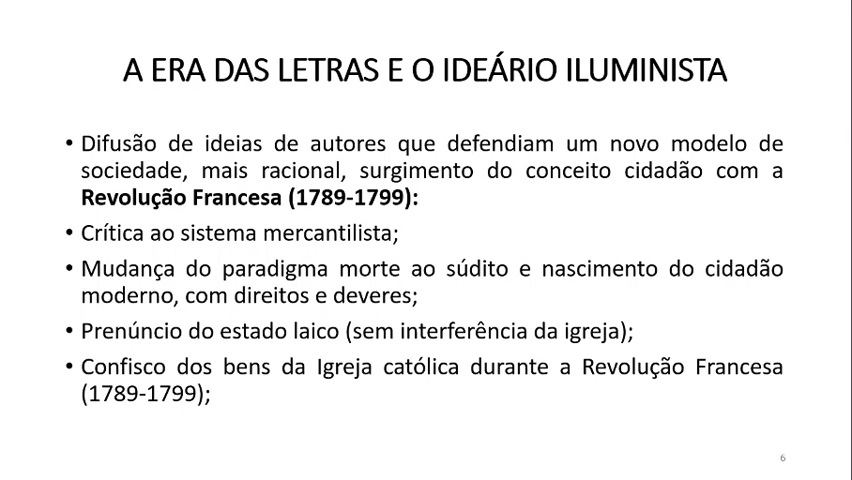 A ERA DAS LETRAS E O IDEÁRIO ILUMINISTA
• Difusão de ideias de autores que defendiam um novo modelo de
sociedade, mais racional, surgimento do conceito cidadão com a
Revolução Francesa (1789-1799):
• Crítica ao sistema mercantilista;
• Mudança do paradigma morte ao súdito e nascimento do cidadão
moderno, com direitos e deveres;
• Prenúncio do estado laico (sem interferência da igreja);
• Confisco dos bens da Igreja católica durante a Revolução Francesa
(1789-1799);
6